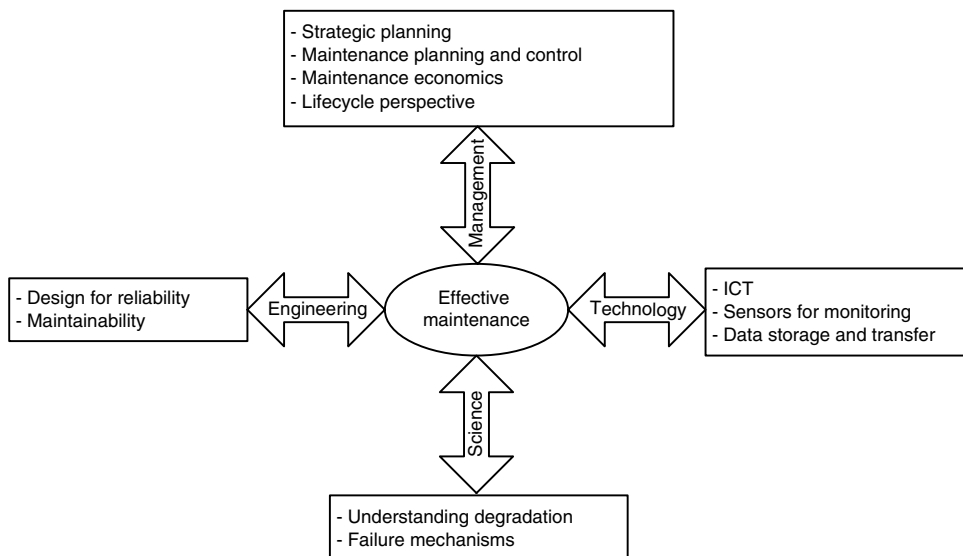 - Strategic planning
- Maintenance planning and control
- Maintenance economics
- Lifecycle perspective
Management
- Design for reliability
- Maintainability
Engineering
Effective
maintenance
Technology
- ICT
- Sensors for monitoring
- Data storage and transfer
Science
- Understanding degradation
- Failure mechanisms